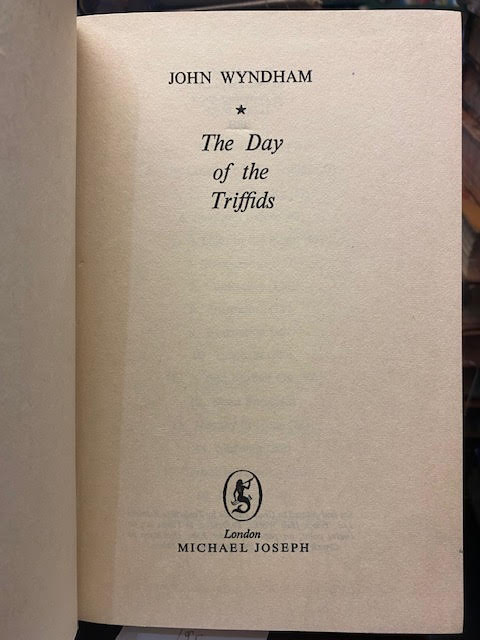 JOHN WYNDHAM
★
The Day
of the
Triffids
London
MICHAEL JOSEPH